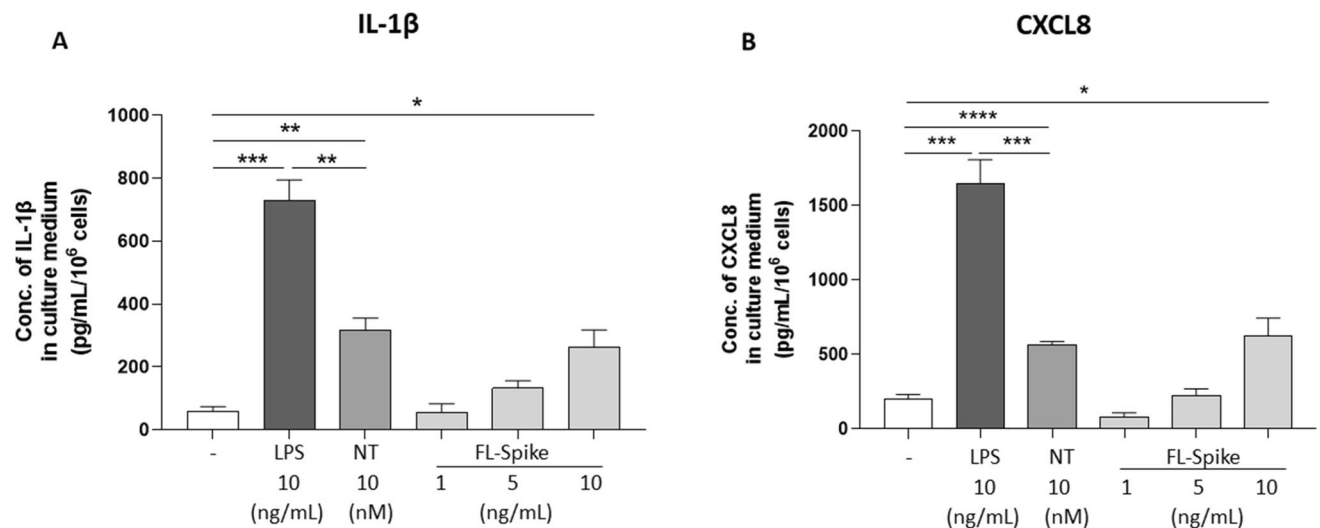 A
IL-1β
*
**
*** **
1000
800
600
400
200
0
Conc. of IL-1β
in culture medium
(pg/mL/10⁶ cells)
- LPS NT FL-Spike
10 10 1 5 10
(ng/mL) (nM) (ng/mL)
B
CXCL8
*
****
*** ***
2000
1500
1000
500
0
Conc. of CXCL8
in culture medium
(pg/mL/10⁶ cells)
- LPS NT FL-Spike
10 10 1 5 10
(ng/mL) (nM) (ng/mL)